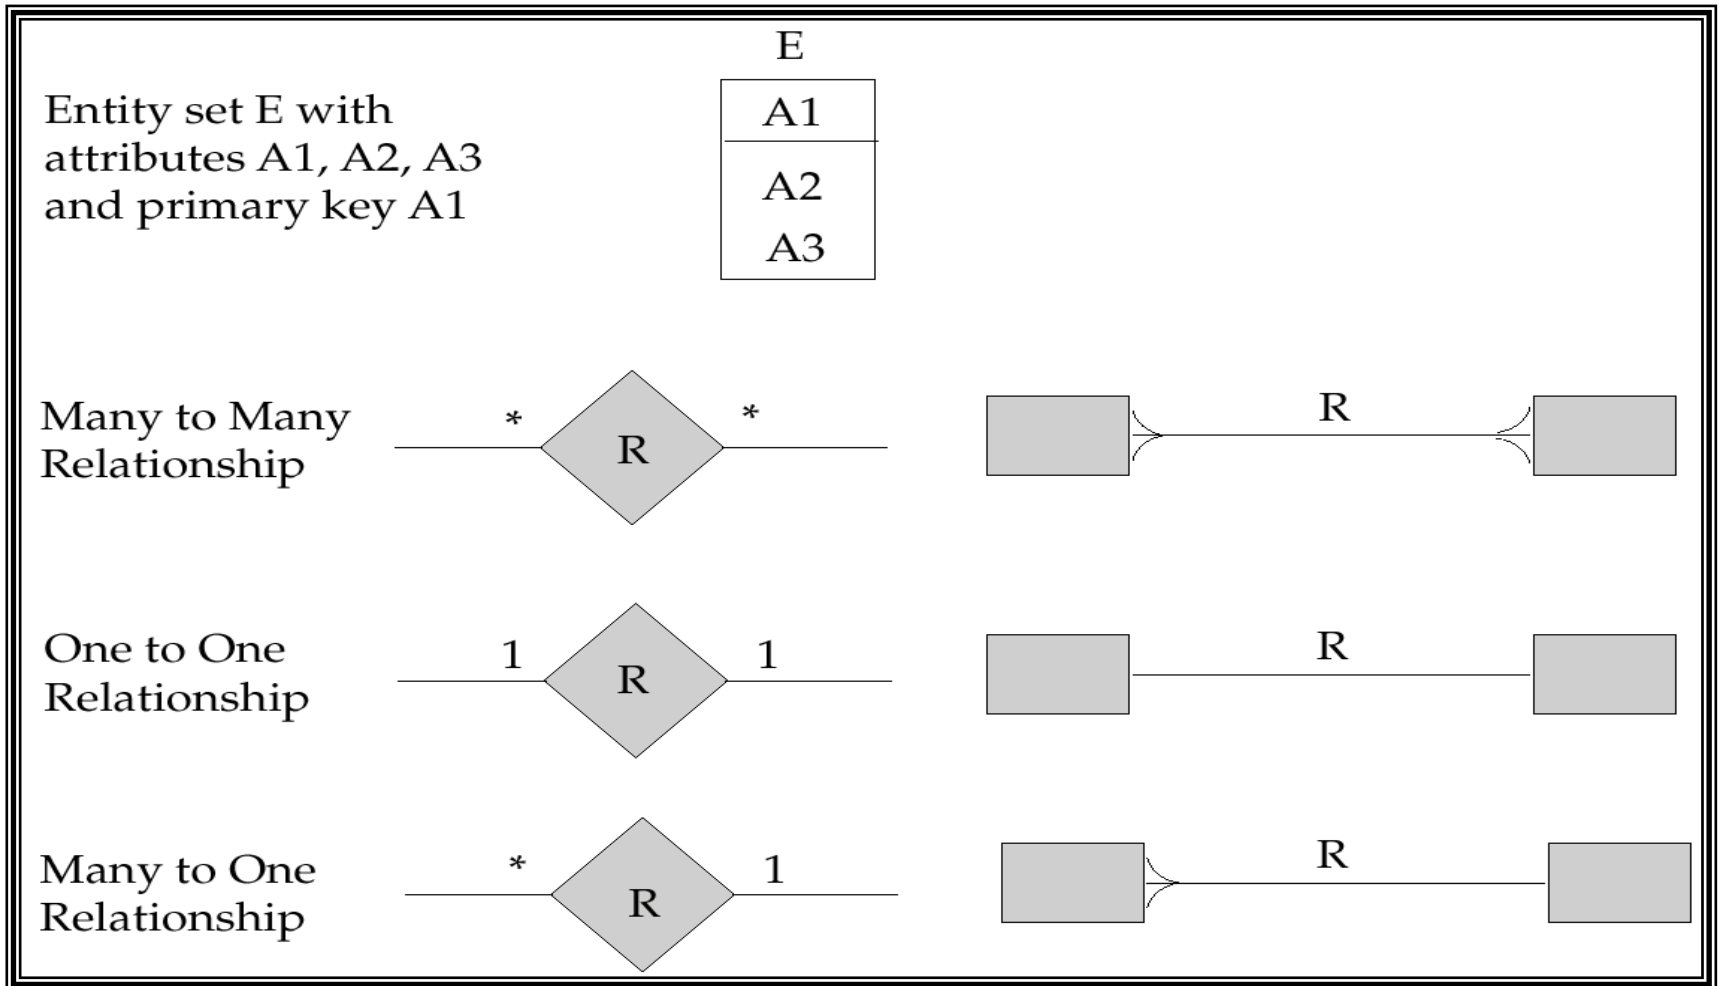 E
Entity set E with
attributes A1, A2, A3
and primary key A1
A1
A2
A3
Many to Many
Relationship
*
R
*
R
One to One
Relationship
1
R
1
R
Many to One
Relationship
*
R
1
R